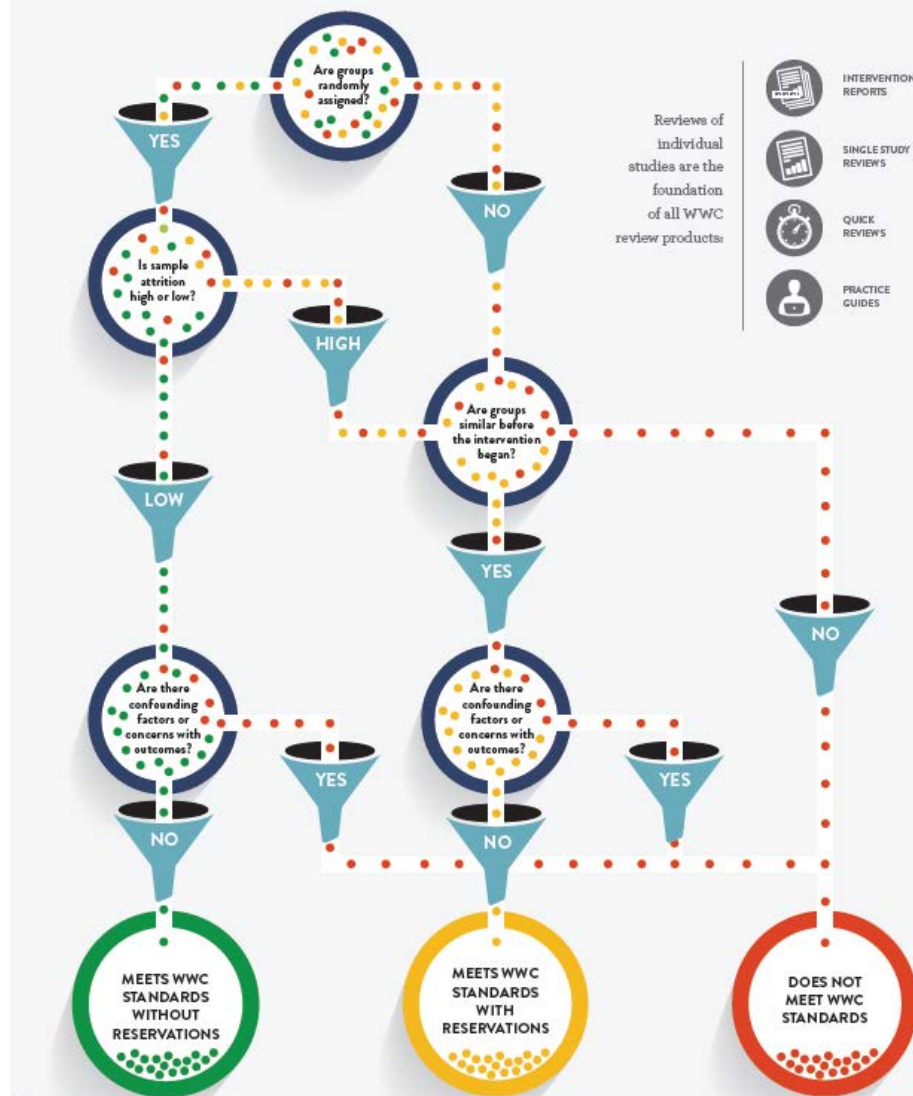 Are groups
randomly
assigned?
YES
NO
Reviews of
individual
studies are the
foundation
of all WWC
review products:
INTERVENTION
REPORTS
SINGLE STUDY
REVIEWS
QUICK
REVIEWS
PRACTICE
GUIDES
Is sample
attrition
high or low?
HIGH
LOW
Are groups
similar before
the intervention
began?
YES
NO
Are there
confounding
factors or
concerns with
outcomes?
YES
NO
Are there
confounding
factors or
concerns with
outcomes?
YES
NO
MEETS WWC
STANDARDS
WITHOUT
RESERVATIONS
MEETS WWC
STANDARDS
WITH
RESERVATIONS
DOES NOT
MEET WWC
STANDARDS